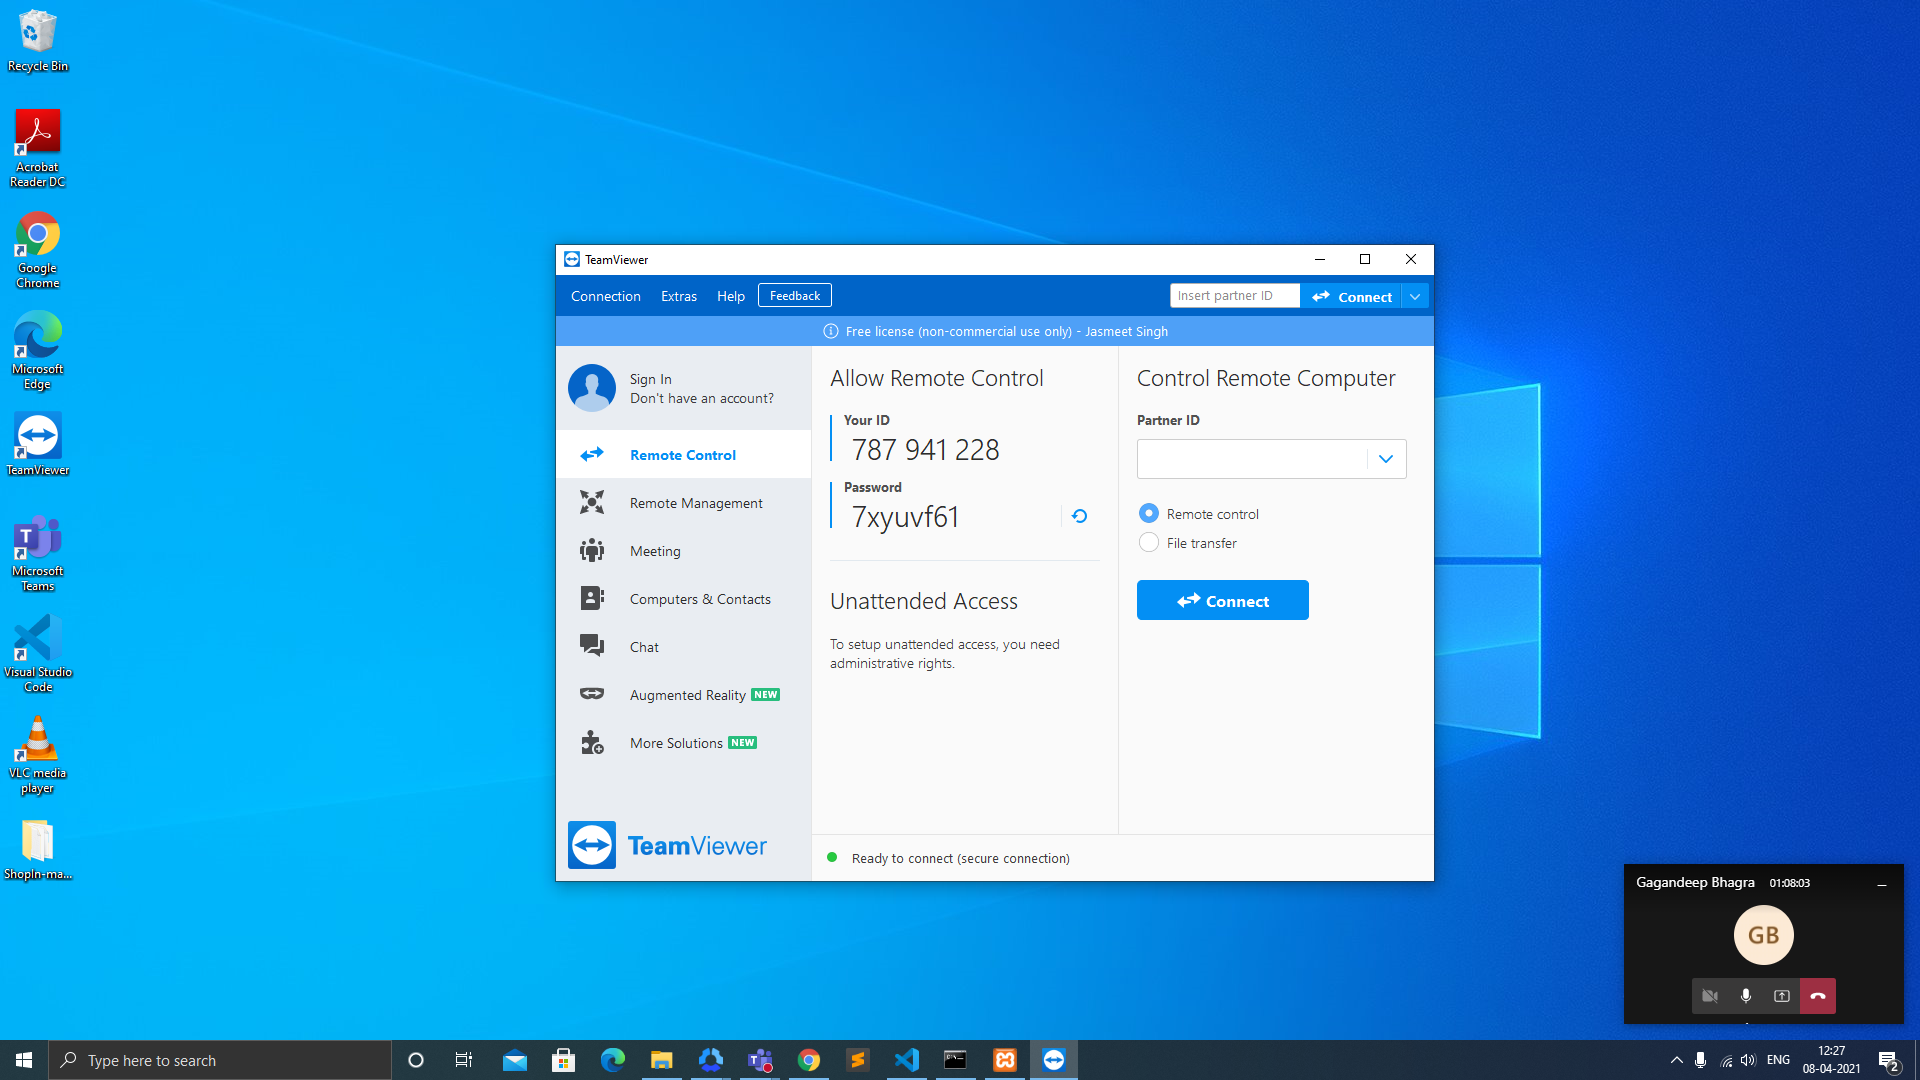 Recycle Bin
Acrobat
Reader DC
Google
Chrome
Microsoft
Edge
TeamViewer
Microsoft
Teams
Visual Studio
Code
VLC media
player
ShopIn-ma...
TeamViewer
Connection Extras Help Feedback
Insert partner ID Connect
Free license (non-commercial use only) - Jasmeet Singh
Sign In
Don't have an account?
Remote Control
Remote Management
Meeting
Computers & Contacts
Chat
Augmented Reality NEW
More Solutions NEW
TeamViewer
Allow Remote Control
Your ID
787 941 228
Password
7xyuvf61
Unattended Access
To setup unattended access, you need
administrative rights.
Control Remote Computer
Partner ID
Remote control
File transfer
Connect
Ready to connect (secure connection)
Gagandeep Bhagra 01:08:03
GB
Type here to search
ENG
12:27
08-04-2021
2